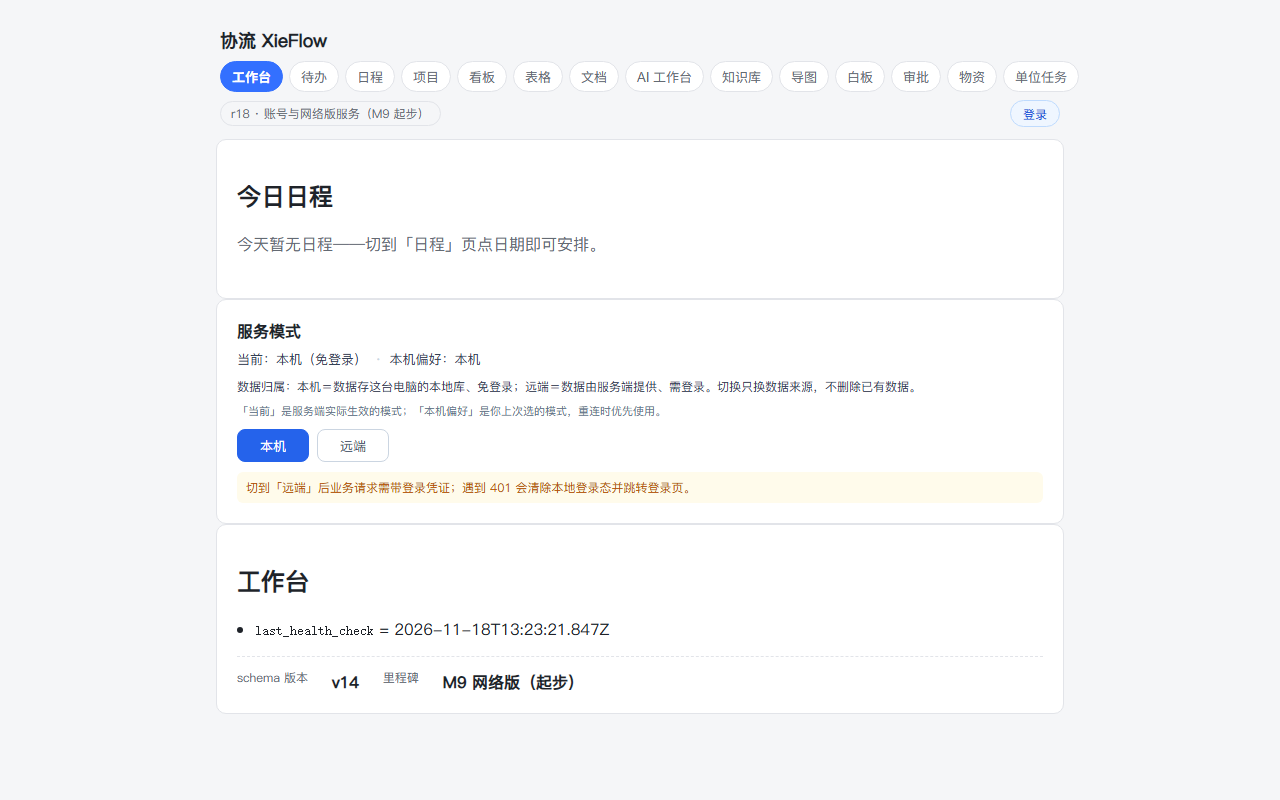 协流 XieFlow
工作台 待办 日程 项目 看板 表格 文档 AI 工作台 知识库 导图 白板 审批 物资 单位任务
r18 · 账号与网络版服务（M9 起步） 登录
今日日程
今天暂无日程——切到「日程」页点日期即可安排。
服务模式
当前：本机（免登录） · 本机偏好：本机
数据归属：本机＝数据存这台电脑的本地库、免登录；远端＝数据由服务端提供、需登录。切换只换数据来源，不删除已有数据。
「当前」是服务端实际生效的模式；「本机偏好」是你上次选的模式，重连时优先使用。
本机 远端
切到「远端」后业务请求需带登录凭证；遇到 401 会清除本地登录态并跳转登录页。
工作台
• last_health_check = 2026-11-18T13:23:21.847Z
schema 版本 v14 里程碑 M9 网络版（起步）